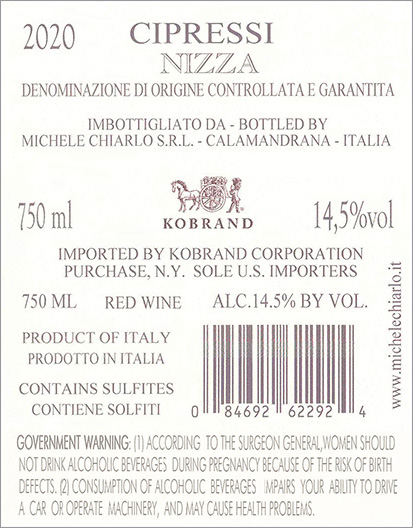 2020 CIPRESSI
NIZZA
DENOMINAZIONE DI ORIGINE CONTROLLATA E GARANTITA
IMBOTTIGLIATO DA - BOTTLED BY
MICHELE CHIARLO S.R.L. - CALAMANDRANA - ITALIA
750 ml KOBRAND 14,5%vol
IMPORTED BY KOBRAND CORPORATION
PURCHASE, N.Y. SOLE U.S. IMPORTERS
750 ML RED WINE ALC.14.5% BY VOL.
www.michelechiarlo.it
PRODUCT OF ITALY
PRODOTTO IN ITALIA
CONTAINS SULFITES
CONTIENE SOLFITI
0 84692 62292 4
GOVERNMENT WARNING: (1) ACCORDING TO THE SURGEON GENERAL,WOMEN SHOULD
NOT DRINK ALCOHOLIC BEVERAGES DURING PREGNANCY BECAUSE OF THE RISK OF BIRTH
DEFECTS. (2) CONSUMPTION OF ALCOHOLIC BEVERAGES IMPAIRS YOUR ABILITY TO DRIVE
A CAR OR OPERATE MACHINERY, AND MAY CAUSE HEALTH PROBLEMS.